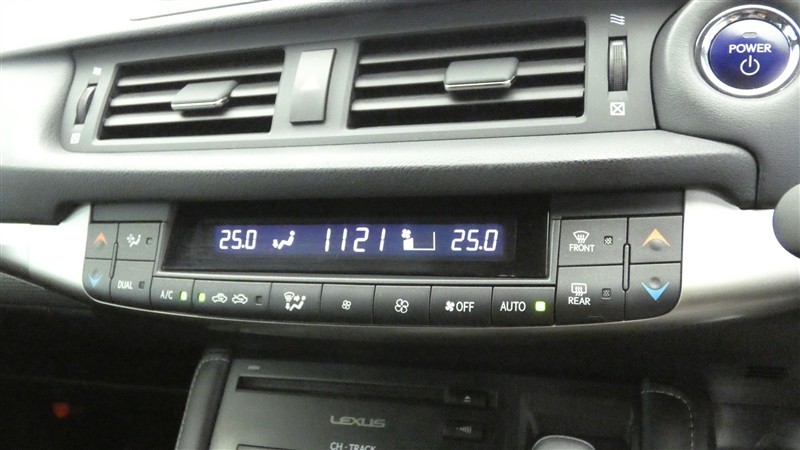 POWER
25.0 1121 25.0
FRONT
DUAL A/C OFF AUTO REAR
LEXUS
CH - TRACK